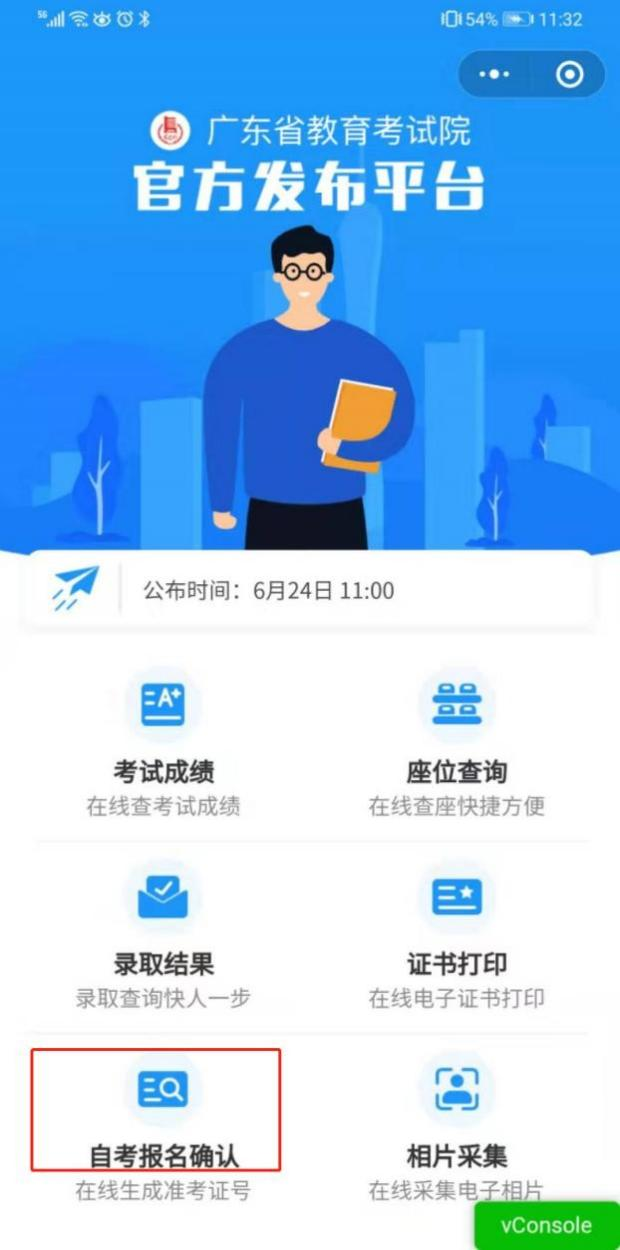 5G 54% 11:32
广东省教育考试院
官方发布平台
公布时间：6月24日 11:00
考试成绩 座位查询
在线查考试成绩 在线查座快捷方便
录取结果 证书打印
录取查询快人一步 在线电子证书打印
自考报名确认 相片采集
在线生成准考证号 在线采集电子相片
vConsole